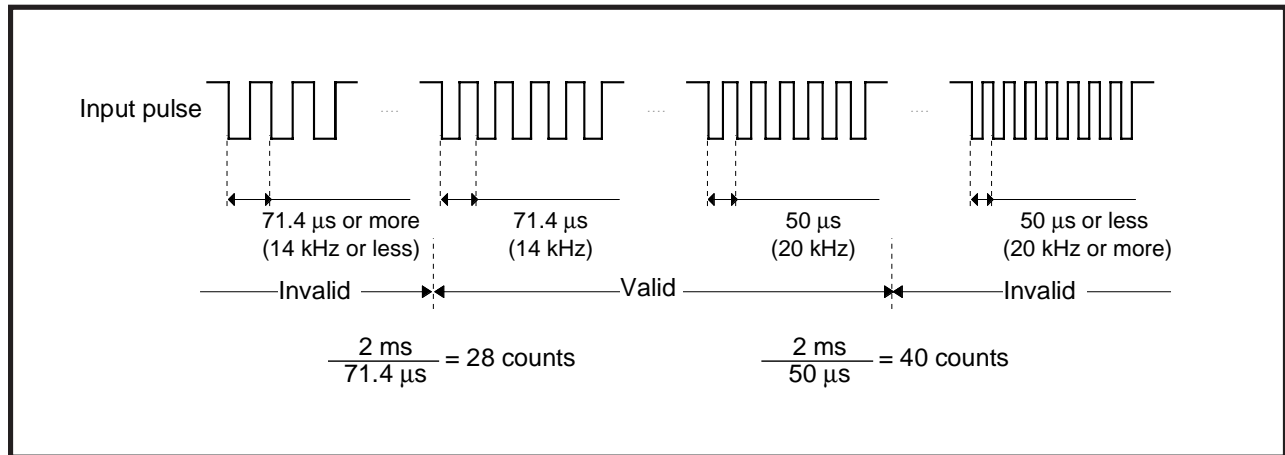 Input pulse
....
....
....
71.4 μs or more
(14 kHz or less)
71.4 μs
(14 kHz)
50 μs
(20 kHz)
50 μs or less
(20 kHz or more)
Invalid
Valid
Invalid
2 ms
71.4 μs
= 28 counts
2 ms
50 μs
= 40 counts